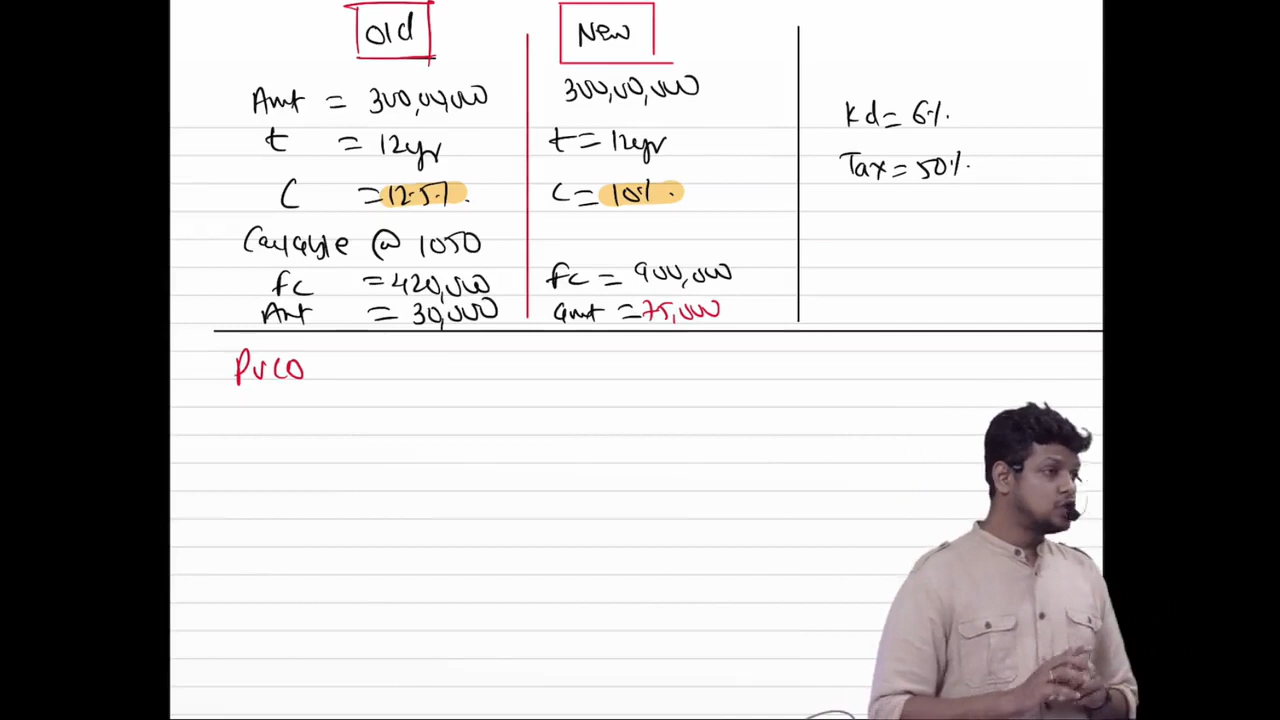 Old
New
Amt = 300,00,000
300,00,000
Kd = 6%.
t = 12yr
t = 12yr
Tax = 50%.
C = 12.5%.
C = 10%.
Callable @ 1050
fc = 420,000
fc = 900,000
Amt = 30,000
amt = 75,000
PVCO